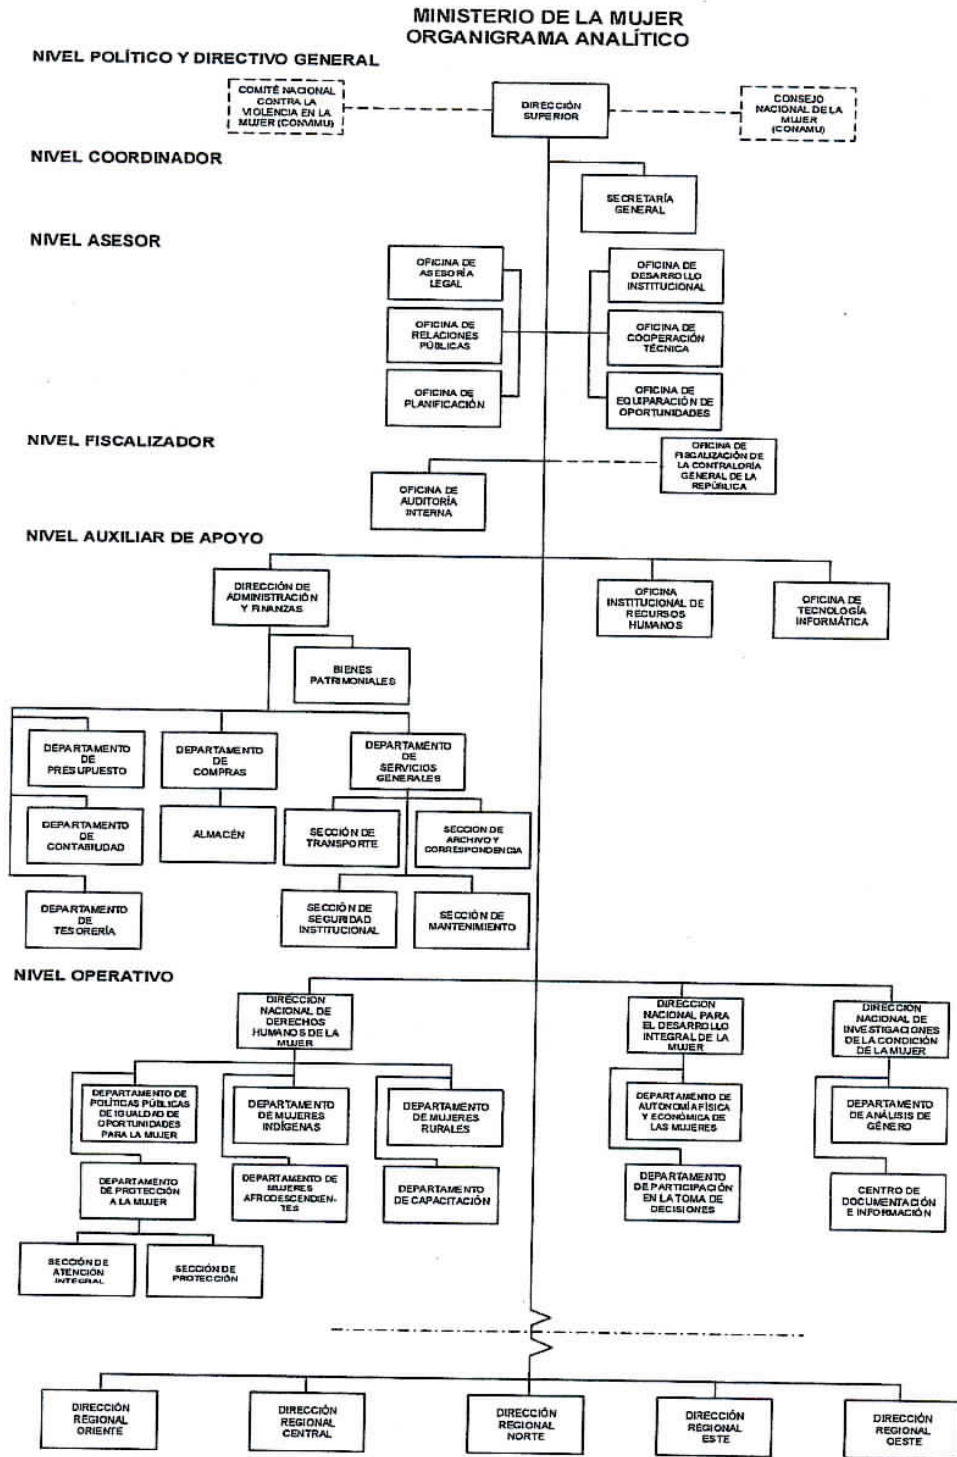 MINISTERIO DE LA MUJER
ORGANIGRAMA ANALÍTICO
NIVEL POLÍTICO Y DIRECTIVO GENERAL
COMITÉ NACIONAL
CONTRA LA
VIOLENCIA EN LA
MUJER (CONVIMU)
DIRECCIÓN
SUPERIOR
CONSEJO
NACIONAL DE LA
MUJER
(CONAMU)
NIVEL COORDINADOR
SECRETARÍA
GENERAL
NIVEL ASESOR
OFICINA DE
ASESORÍA
LEGAL
OFICINA DE
DESARROLLO
INSTITUCIONAL
OFICINA DE
RELACIONES
PÚBLICAS
OFICINA DE
COOPERACIÓN
TÉCNICA
OFICINA DE
PLANIFICACIÓN
OFICINA DE
EQUIPARACIÓN DE
OPORTUNIDADES
NIVEL FISCALIZADOR
OFICINA DE
FISCALIZACIÓN DE
LA CONTRALORÍA
GENERAL DE LA
REPÚBLICA
OFICINA DE
AUDITORÍA
INTERNA
NIVEL AUXILIAR DE APOYO
DIRECCIÓN DE
ADMINISTRACIÓN
Y FINANZAS
OFICINA
INSTITUCIONAL DE
RECURSOS
HUMANOS
OFICINA DE
TECNOLOGÍA
INFORMÁTICA
BIENES
PATRIMONIALES
DEPARTAMENTO
DE
PRESUPUESTO
DEPARTAMENTO
DE
COMPRAS
DEPARTAMENTO
DE
SERVICIOS
GENERALES
DEPARTAMENTO
DE
CONTABILIDAD
ALMACÉN
SECCIÓN DE
TRANSPORTE
SECCION DE
ARCHIVO Y
CORRESPONDENCIA
DEPARTAMENTO
DE
TESORERÍA
SECCIÓN DE
SEGURIDAD
INSTITUCIONAL
SECCIÓN DE
MANTENIMIENTO
NIVEL OPERATIVO
DIRECCIÓN
NACIONAL DE
DERECHOS
HUMANOS DE LA
MUJER
DIRECCIÓN
NACIONAL PARA
EL DESARROLLO
INTEGRAL DE LA
MUJER
DIRECCIÓN
NACIONAL DE
INVESTIGACIONES
DE LA CONDICIÓN
DE LA MUJER
DEPARTAMENTO DE
POLÍTICAS PÚBLICAS
DE IGUALDAD DE
OPORTUNIDADES
PARA LA MUJER
DEPARTAMENTO
DE MUJERES
INDÍGENAS
DEPARTAMENTO
DE MUJERES
RURALES
DEPARTAMENTO DE
AUTONOMÍA FÍSICA
Y ECONÓMICA DE
LAS MUJERES
DEPARTAMENTO
DE ANÁLISIS DE
GÉNERO
DEPARTAMENTO
DE PROTECCIÓN
A LA MUJER
DEPARTAMENTO DE
MUJERES
AFRODESCENDIEN-
TES
DEPARTAMENTO
DE CAPACITACIÓN
DEPARTAMENTO
DE PARTICIPACIÓN
EN LA TOMA DE
DECISIONES
CENTRO DE
DOCUMENTACIÓN
E INFORMACIÓN
SECCIÓN DE
ATENCIÓN
INTEGRAL
SECCIÓN DE
PROTECCIÓN
DIRECCIÓN
REGIONAL
ORIENTE
DIRECCIÓN
REGIONAL
CENTRAL
DIRECCIÓN
REGIONAL
NORTE
DIRECCIÓN
REGIONAL
ESTE
DIRECCIÓN
REGIONAL
OESTE